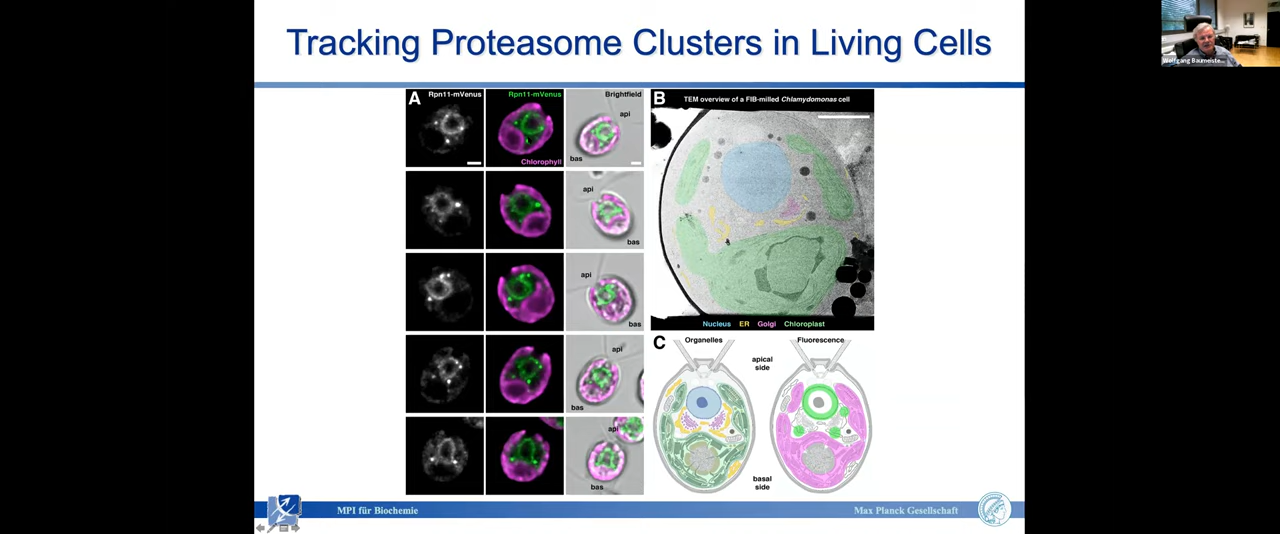 Tracking Proteasome Clusters in Living Cells
Wolfgang Baumeiste...
A
Rpn11-mVenus
Rpn11-mVenus
Brightfield
Chlorophyll
api
bas
api
bas
api
bas
api
bas
api
bas
B
TEM overview of a FIB-milled Chlamydomonas cell
Nucleus ER Golgi Chloroplast
C
Organelles
Fluorescence
apical
side
basal
side
MPI für Biochemie
Max Planck Gesellschaft